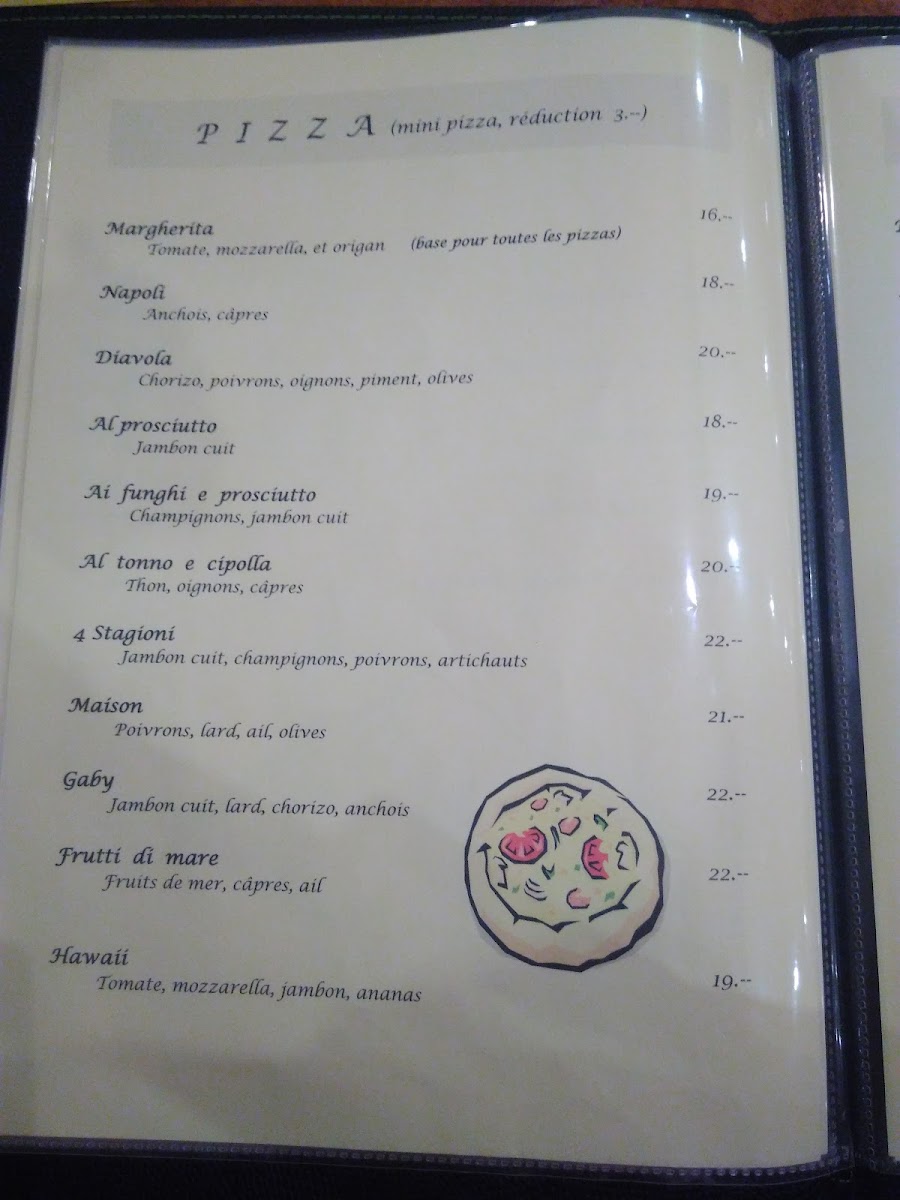 PIZZA (mini pizza, réduction 3.--)
Margherita 16.--
Tomate, mozzarella, et origan (base pour toutes les pizzas)
Napoli 18.--
Anchois, câpres
Diavola 20.--
Chorizo, poivrons, oignons, piment, olives
Al prosciutto 18.--
Jambon cuit
Ai funghi e prosciutto 19.--
Champignons, jambon cuit
Al tonno e cipolla 20.--
Thon, oignons, câpres
4 Stagioni 22.--
Jambon cuit, champignons, poivrons, artichauts
Maison 21.--
Poivrons, lard, ail, olives
Gaby 22.--
Jambon cuit, lard, chorizo, anchois
Frutti di mare 22.--
Fruits de mer, câpres, ail
Hawaii 19.--
Tomate, mozzarella, jambon, ananas